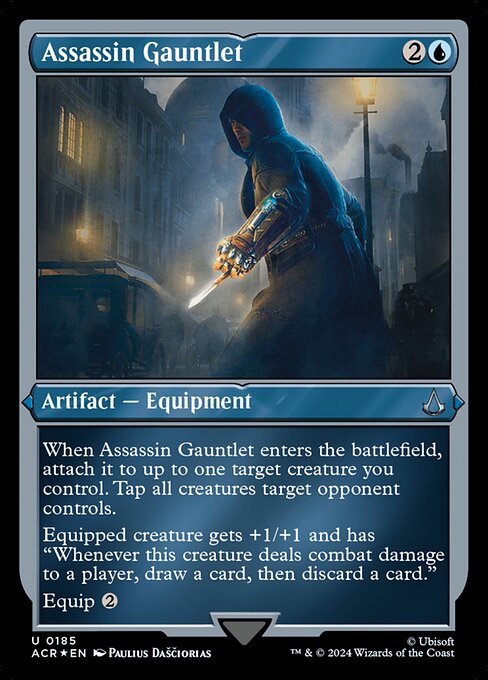 Assassin Gauntlet 2
Artifact — Equipment
When Assassin Gauntlet enters the battlefield,
attach it to up to one target creature you
control. Tap all creatures target opponent
controls.
Equipped creature gets +1/+1 and has
“Whenever this creature deals combat damage
to a player, draw a card, then discard a card.”
Equip 2
U 0185
ACR★EN Paulius Daščioras
© Ubisoft
™ & © 2024 Wizards of the Coast